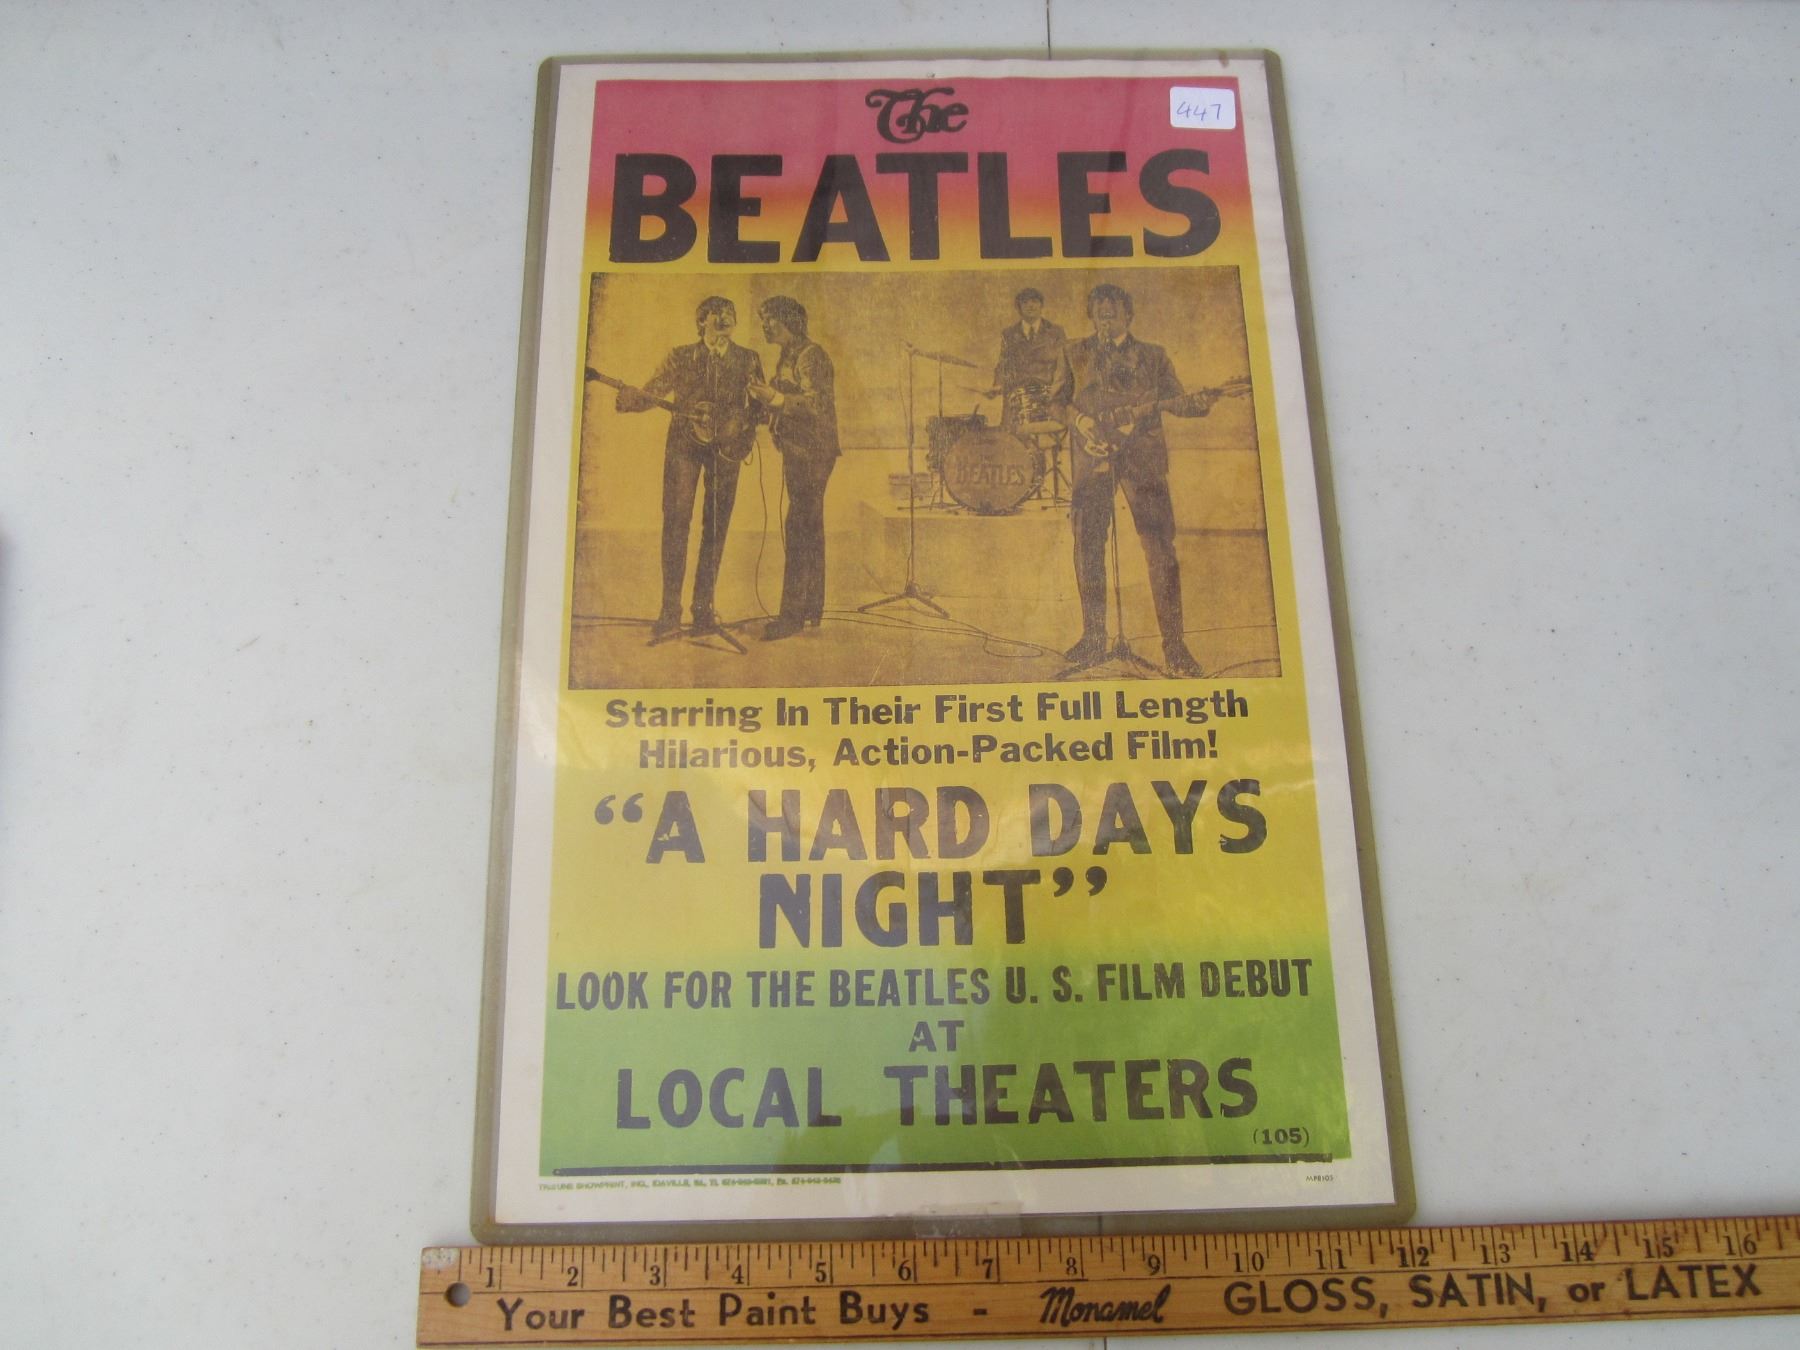 The
447
BEATLES
BEATLES
Starring In Their First Full Length
Hilarious, Action-Packed Film!
“A HARD DAYS
NIGHT”
LOOK FOR THE BEATLES U. S. FILM DEBUT
AT
LOCAL THEATERS
(105)
SHOWPRINT,
MPB105
1 2 3 4 5 6 7 8 9 10 11 12 13 14 15 16
Your Best Paint Buys - Monamel GLOSS, SATIN, or LATEX